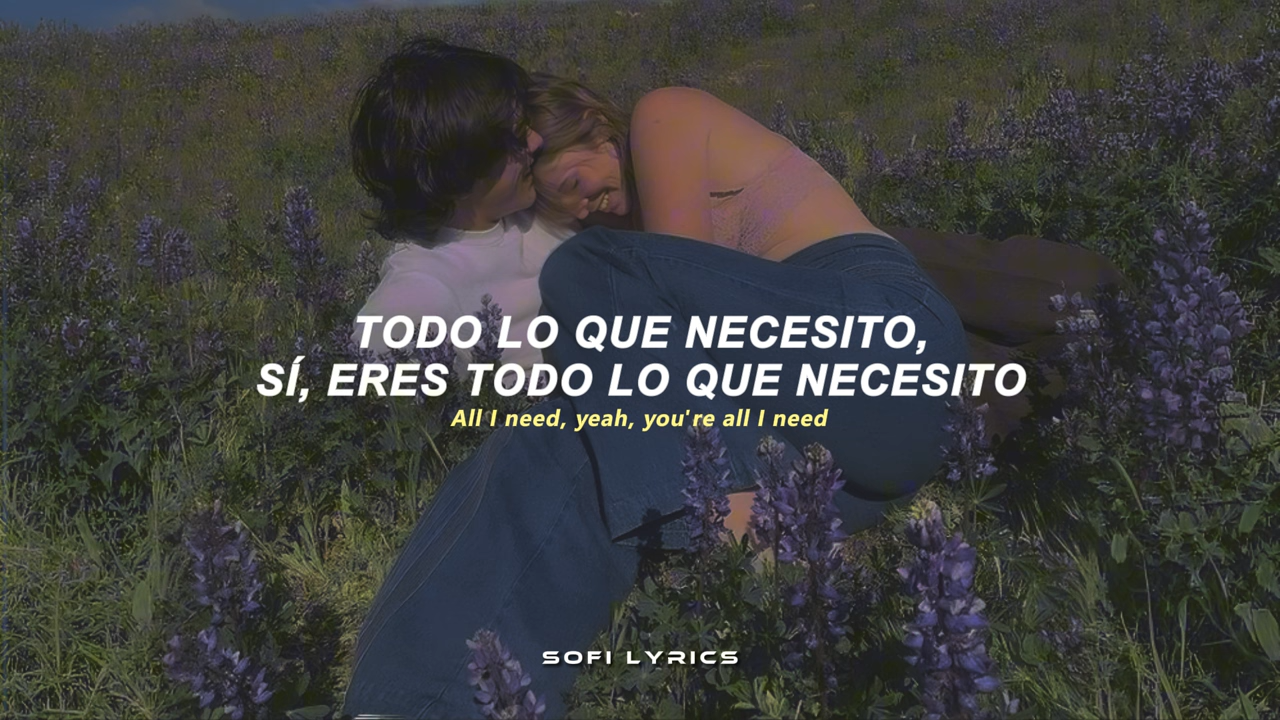 TODO LO QUE NECESITO,
SÍ, ERES TODO LO QUE NECESITO
All I need, yeah, you're all I need
SOFI LYRICS